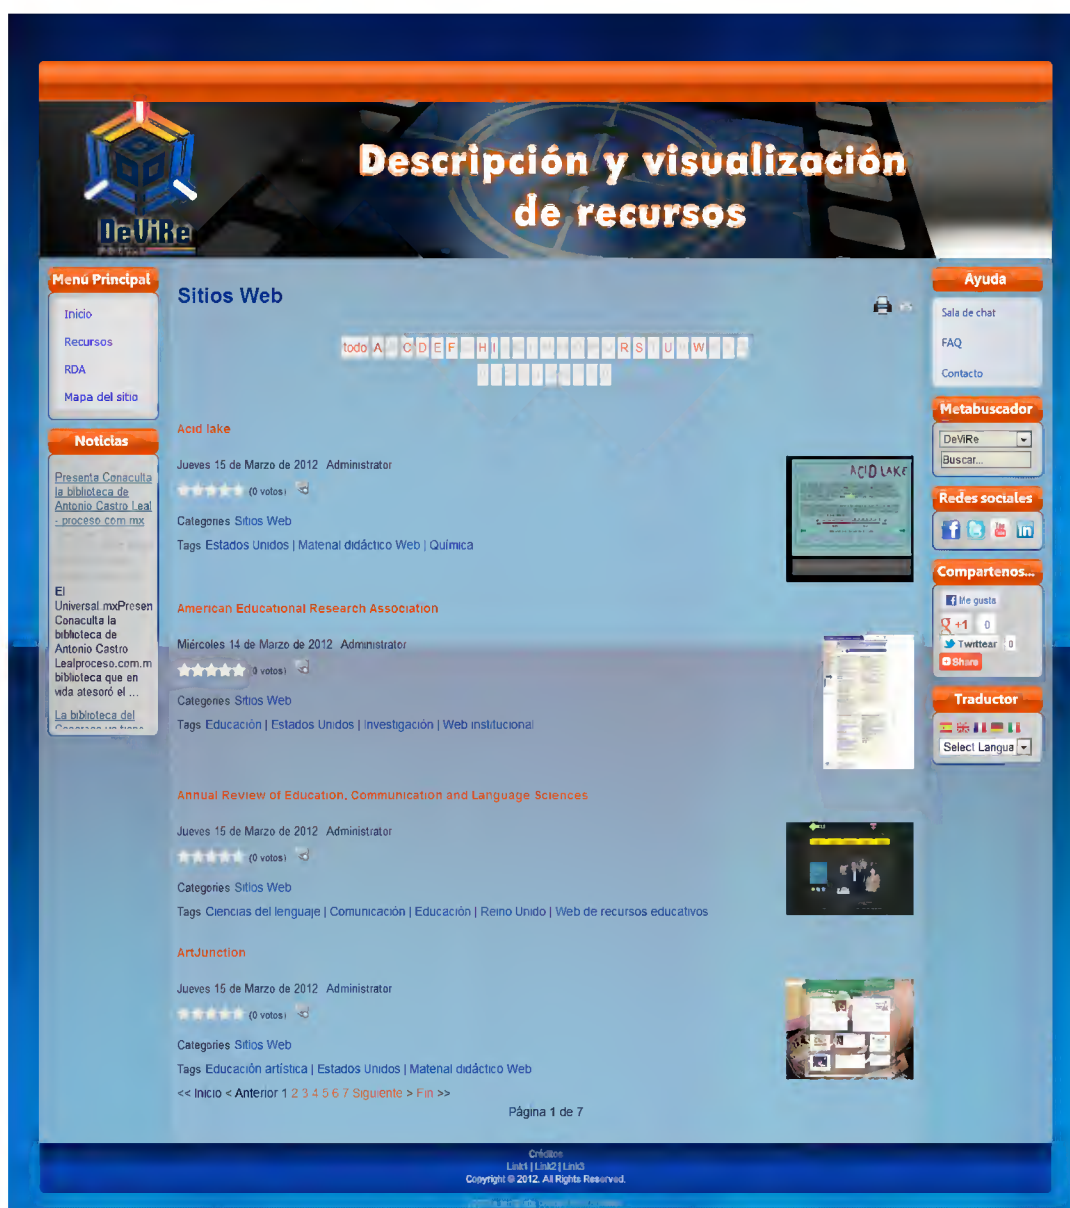 DeViRe
Descripción y visualización
de recursos
Menú Principal
Inicio
Recursos
RDA
Mapa del sitio
Noticias
Presenta Conaculta
la biblioteca de
Antonio Castro Leal
- proceso.com.mx
El
Universal.mxPresen
Conaculta la
biblioteca de
Antonio Castro
Lealproceso.com.m
biblioteca que en
vida atesoró el ...
La biblioteca del
Sitios Web
todo A C D E F H I R S U W
Acid lake
Jueves 15 de Marzo de 2012 Administrator
(0 votos)
Categories Sitios Web
Tags Estados Unidos | Material didáctico Web | Química
ACID LAKE
American Educational Research Association
Miércoles 14 de Marzo de 2012 Administrator
(0 votos)
Categories Sitios Web
Tags Educación | Estados Unidos | Investigación | Web institucional
Annual Review of Education, Communication and Language Sciences
Jueves 15 de Marzo de 2012 Administrator
(0 votos)
Categories Sitios Web
Tags Ciencias del lenguaje | Comunicación | Educación | Reino Unido | Web de recursos educativos
ArtJunction
Jueves 15 de Marzo de 2012 Administrator
(0 votos)
Categories Sitios Web
Tags Educación artística | Estados Unidos | Material didáctico Web
<< Inicio < Anterior 1 2 3 4 5 6 7 Siguiente > Fin >>
Página 1 de 7
Ayuda
Sala de chat
FAQ
Contacto
Metabuscador
DeViRe
Buscar...
Redes sociales
Compartenos...
Me gusta
+1 0
Twittear 0
Share
Traductor
Select Langua
Créditos
Link1 | Link2 | Link3
Copyright © 2012. All Rights Reserved.